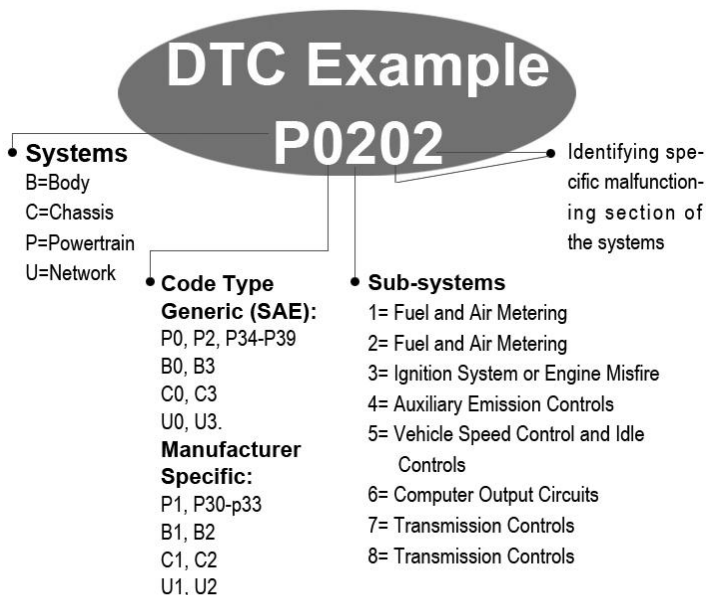 DTC Example
P0202
Systems
B=Body
C=Chassis
P=Powertrain
U=Network
Identifying spe-
cific malfunction-
ing section of
the systems
Code Type
Generic (SAE):
P0, P2, P34-P39
B0, B3
C0, C3
U0, U3.
Manufacturer
Specific:
P1, P30-p33
B1, B2
C1, C2
U1, U2
Sub-systems
1= Fuel and Air Metering
2= Fuel and Air Metering
3= Ignition System or Engine Misfire
4= Auxiliary Emission Controls
5= Vehicle Speed Control and Idle
Controls
6= Computer Output Circuits
7= Transmission Controls
8= Transmission Controls